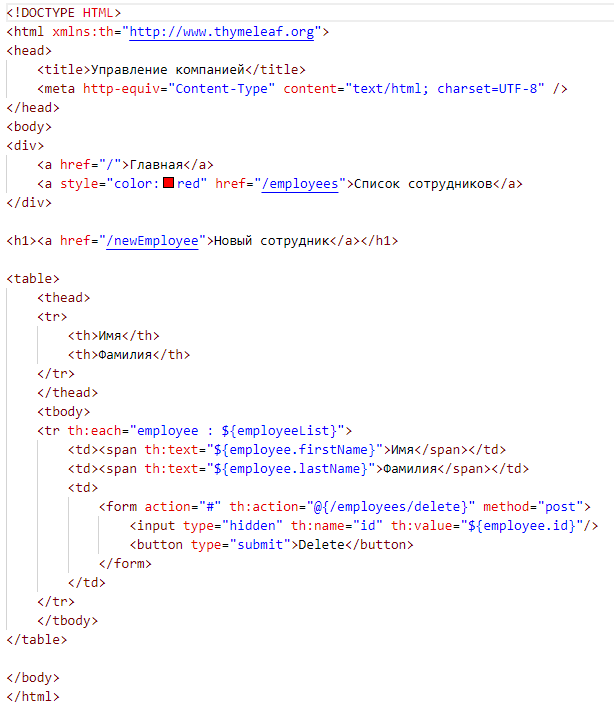 <!DOCTYPE HTML>
<html xmlns:th="http://www.thymeleaf.org">
<head>
    <title>Управление компанией</title>
    <meta http-equiv="Content-Type" content="text/html; charset=UTF-8" />
</head>
<body>
<div>
    <a href="/">Главная</a>
    <a style="color:red" href="/employees">Список сотрудников</a>
</div>

<h1><a href="/newEmployee">Новый сотрудник</a></h1>

<table>
    <thead>
    <tr>
        <th>Имя</th>
        <th>Фамилия</th>
    </tr>
    </thead>
    <tbody>
    <tr th:each="employee : ${employeeList}">
        <td><span th:text="${employee.firstName}">Имя</span></td>
        <td><span th:text="${employee.lastName}">Фамилия</span></td>
        <td>
            <form action="#" th:action="@{/employees/delete}" method="post">
                <input type="hidden" th:name="id" th:value="${employee.id}"/>
                <button type="submit">Delete</button>
            </form>
        </td>
    </tr>
    </tbody>
</table>

</body>
</html>